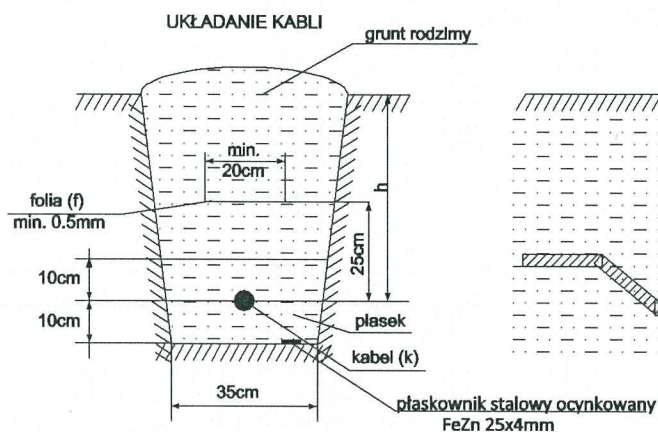 UKŁADANIE KABLI
grunt rodzimy
min.
20cm
h
folia (f)
min. 0.5mm
25cm
10cm
10cm
piasek
kabel (k)
35cm
płaskownik stalowy ocynkowany
FeZn 25x4mm